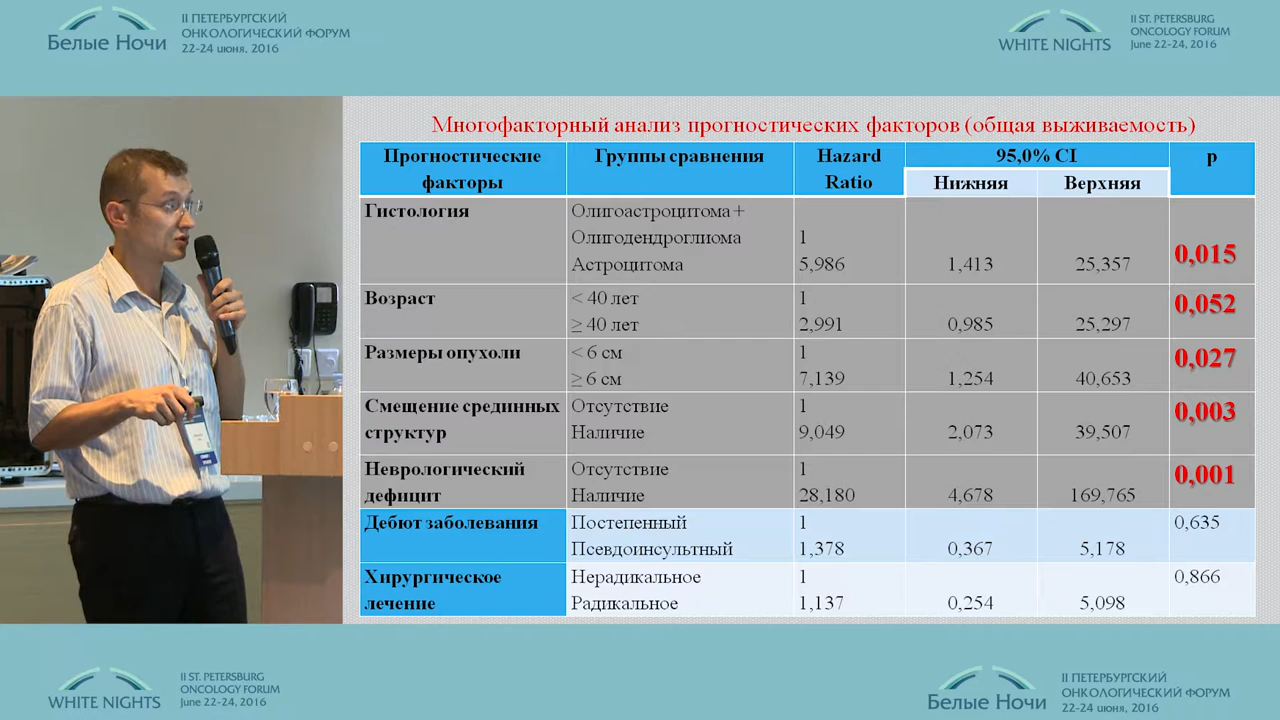 Белые Ночи
II ПЕТЕРБУРГСКИЙ
ОНКОЛОГИЧЕСКИЙ ФОРУМ
22-24 июня, 2016
WHITE NIGHTS
II ST. PETERSBURG
ONCOLOGY FORUM
June 22-24, 2016
Многофакторный анализ прогностических факторов (общая выживаемость)
Прогностические факторы Группы сравнения Hazard Ratio 95,0% CI p
Нижняя Верхняя
Гистология Олигоастроцитома +
Олигодендроглиома 1
Астроцитома 5,986 1,413 25,357 0,015
Возраст < 40 лет 1 0,052
≥ 40 лет 2,991 0,985 25,297
Размеры опухоли < 6 см 1 0,027
≥ 6 см 7,139 1,254 40,653
Смещение срединных Отсутствие 1 0,003
структур Наличие 9,049 2,073 39,507
Неврологический Отсутствие 1 0,001
дефицит Наличие 28,180 4,678 169,765
Дебют заболевания Постепенный 1 0,635
Псевдоинсультный 1,378 0,367 5,178
Хирургическое Нерадикальное 1 0,866
лечение Радикальное 1,137 0,254 5,098
WHITE NIGHTS
II ST. PETERSBURG
ONCOLOGY FORUM
June 22-24, 2016
Белые Ночи
II ПЕТЕРБУРГСКИЙ
ОНКОЛОГИЧЕСКИЙ ФОРУМ
22-24 июня, 2016